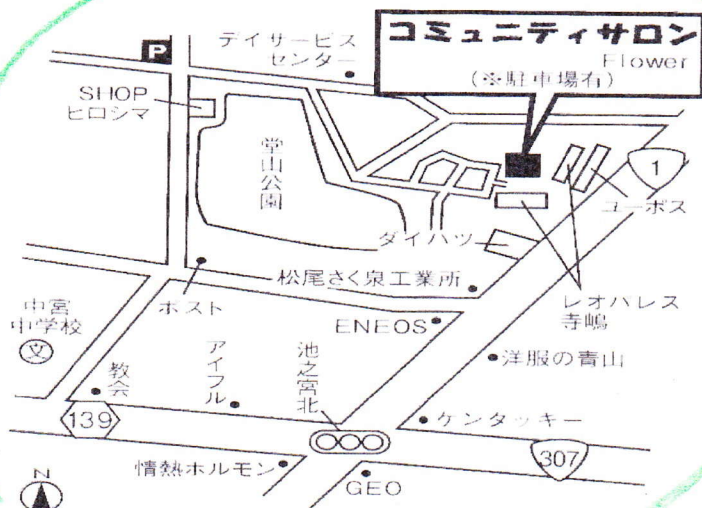 コミュニティサロン
Flower
(※駐車場有)
P
デイサービス
センター
SHOP
ヒロシマ
堂山公園
1
ユーポス
ダイハツ
松尾さく泉工業所
レオパレス
寺嶋
ポスト
中宮
中学校
文
ENEOS
洋服の青山
教会
アイフル
池之宮北
139
ケンタッキー
307
情熱ホルモン
GEO
N